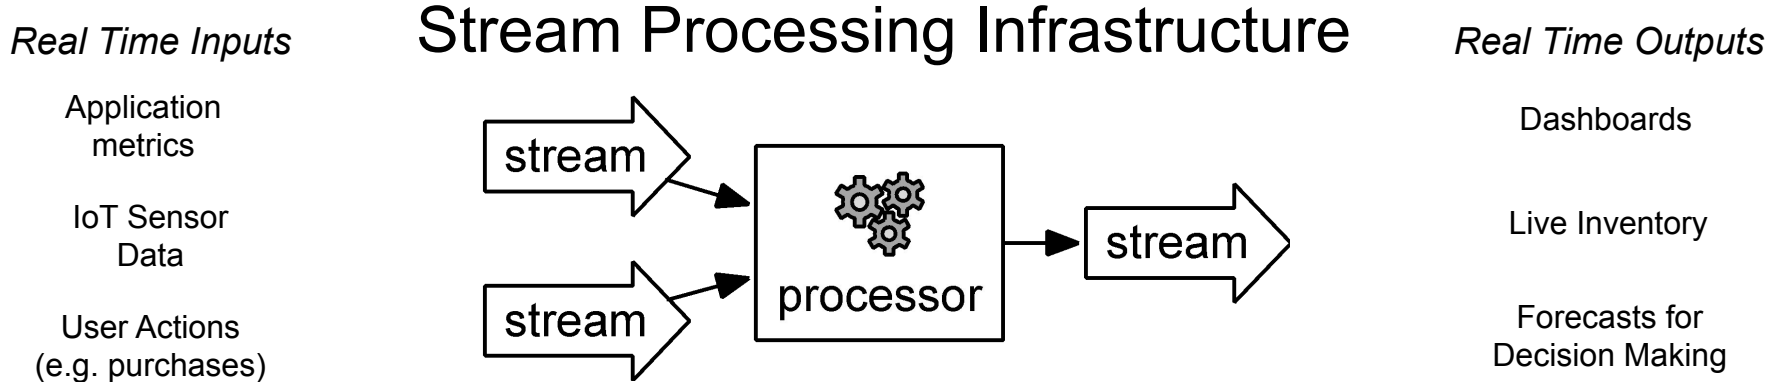 Real Time Inputs
Application
metrics
IoT Sensor
Data
User Actions
(e.g. purchases)
Stream Processing Infrastructure
stream
stream
processor
stream
Real Time Outputs
Dashboards
Live Inventory
Forecasts for
Decision Making